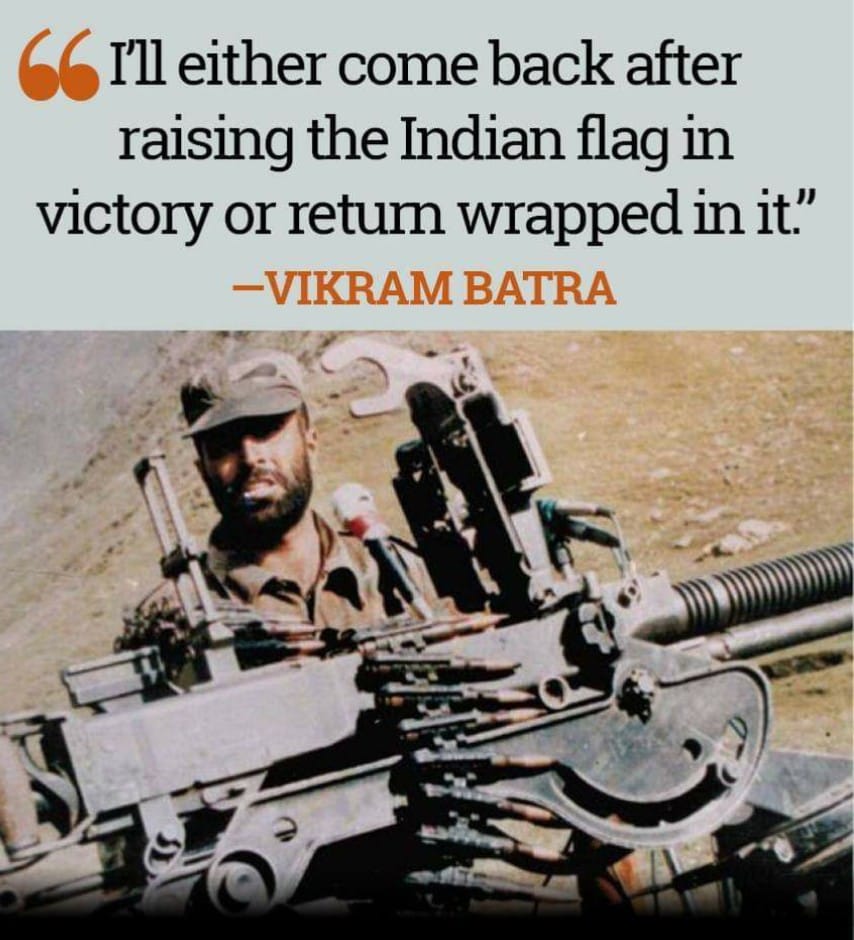 “I’ll either come back after
raising the Indian flag in
victory or return wrapped in it.”
—VIKRAM BATRA